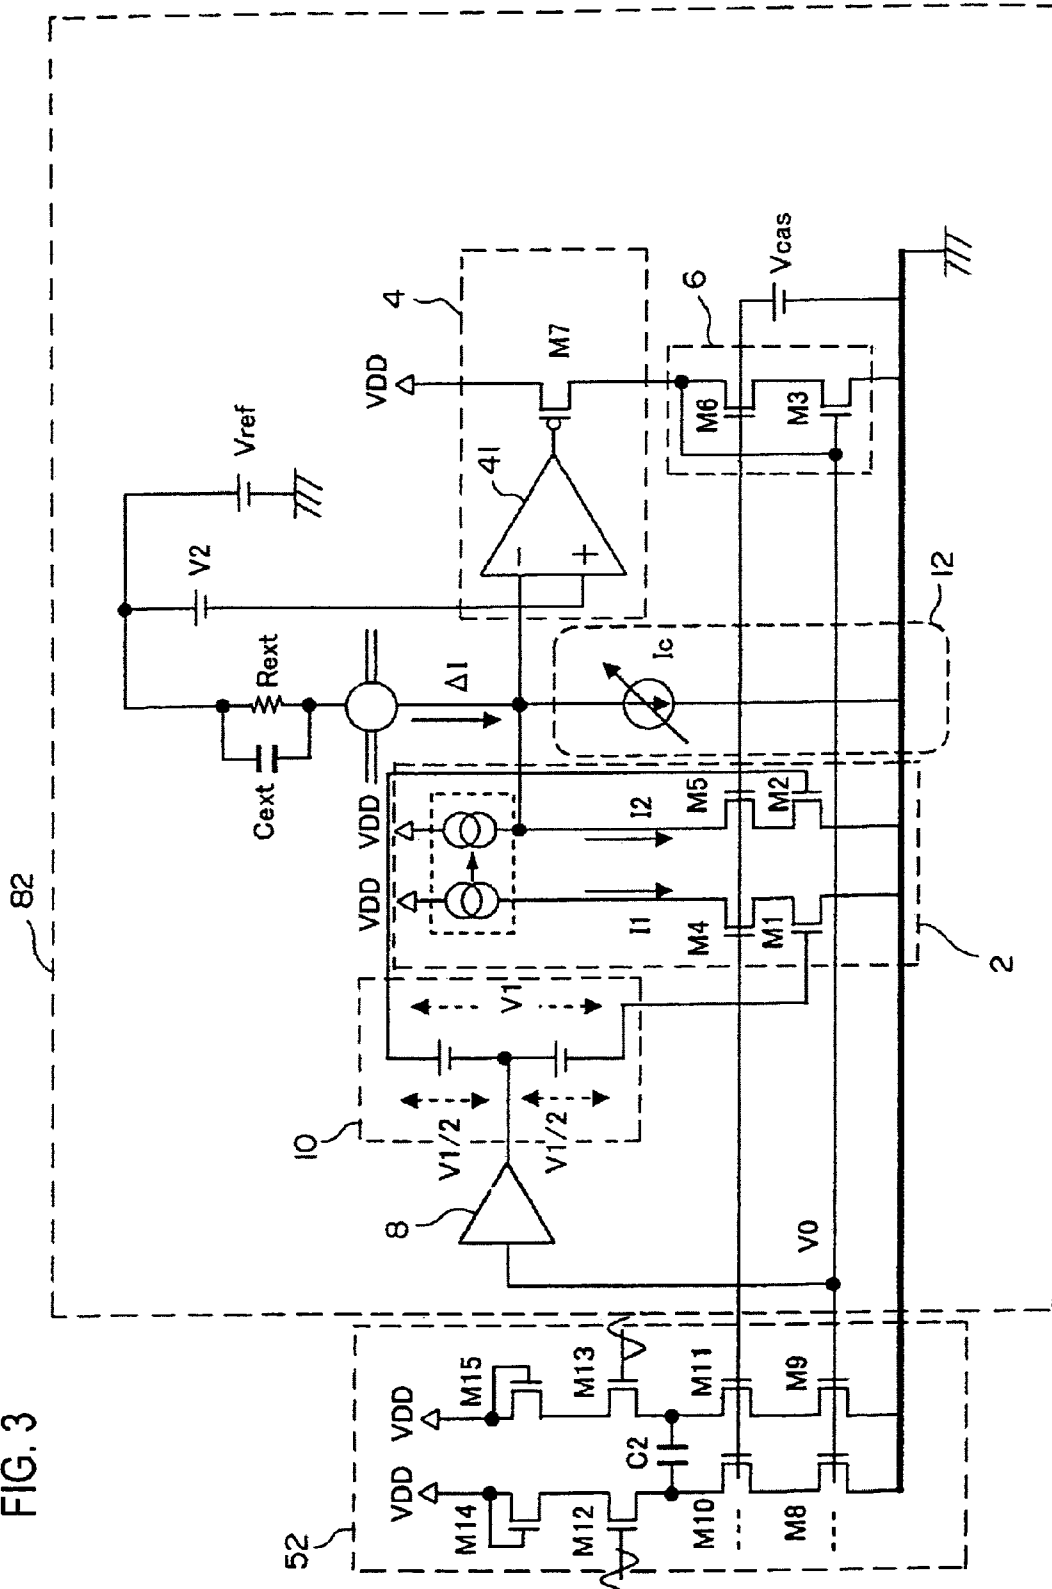 FIG. 3
82
52
VDD
VDD
M14
M15
M12
M13
C2
M10
M11
M8
M9
V0
8
10
V1/2
V1/2
V1
2
VDD
VDD
I1
I2
M4
M5
M1
M2
Cext
Rext
ΔI
Ic
12
V2
Vref
4
41
VDD
M7
6
M6
M3
Vcas